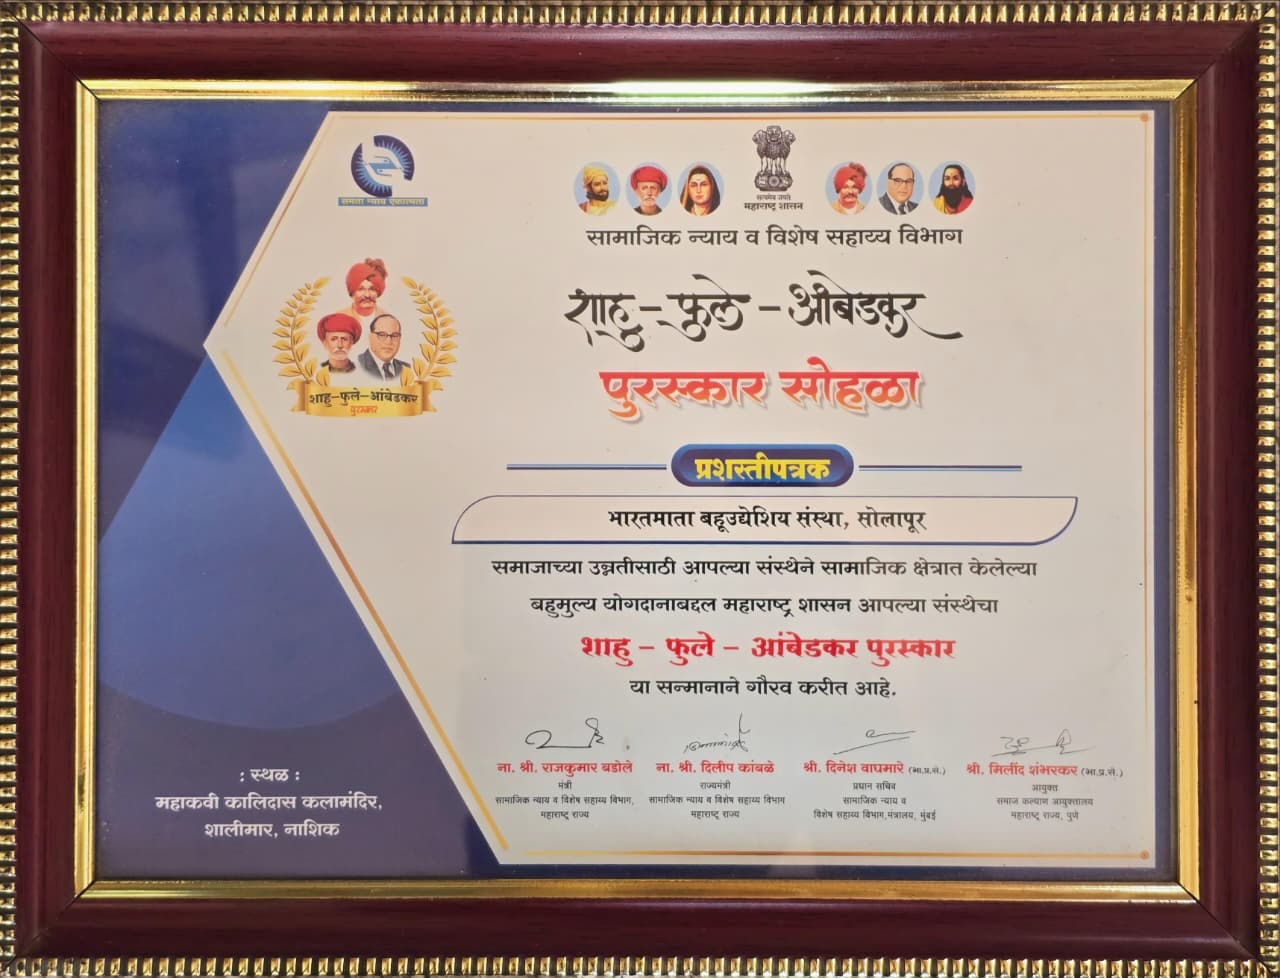 समता न्याय एकात्मता
सत्यमेव जयते
महाराष्ट्र शासन
सामाजिक न्याय व विशेष सहाय्य विभाग
शाहु-फुले-आंबेडकर
पुरस्कार
शाहु - फुले - आंबेडकर
पुरस्कार सोहळा
प्रशस्तीपत्रक
भारतमाता बहूउद्येशिय संस्था, सोलापूर
समाजाच्या उन्नतीसाठी आपल्या संस्थेने सामाजिक क्षेत्रात केलेल्या
बहुमुल्य योगदानाबद्दल महाराष्ट्र शासन आपल्या संस्थेचा
शाहु - फुले - आंबेडकर पुरस्कार
या सन्मानाने गौरव करीत आहे.
ना. श्री. राजकुमार बडोले
मंत्री
सामाजिक न्याय व विशेष सहाय्य विभाग,
महाराष्ट्र राज्य
ना. श्री. दिलीप कांबळे
राज्यमंत्री
सामाजिक न्याय व विशेष सहाय्य विभाग
महाराष्ट्र राज्य
श्री. दिनेश वाघमारे (भा.प्र.से.)
प्रधान सचिव
सामाजिक न्याय व
विशेष सहाय्य विभाग,मंत्रालय, मुंबई
श्री. मिलींद शंभरकर (भा.प्र.से.)
आयुक्त
समाज कल्याण आयुक्तालय
महाराष्ट्र राज्य, पुणे
: स्थळ :
महाकवी कालिदास कलामंदिर,
शालीमार, नाशिक